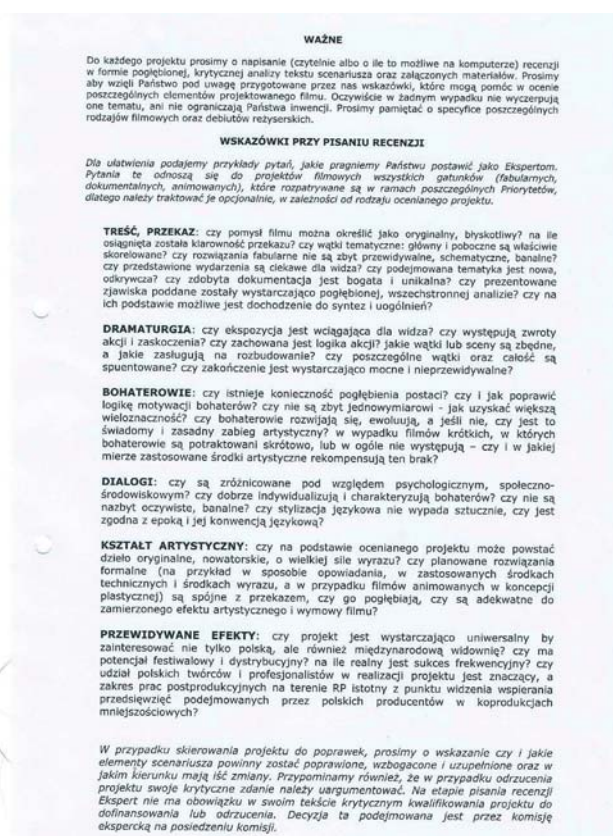 WAŻNE
Do każdego projektu prosimy o napisanie (czytelnie albo o ile to możliwe na komputerze) recenzji
w formie pogłębionej, krytycznej analizy tekstu scenariusza oraz załączonych materiałów. Prosimy
aby wzięli Państwo pod uwagę przygotowane przez nas wskazówki, które mogą pomóc w ocenie
poszczególnych elementów projektowanego filmu. Oczywiście w żadnym wypadku nie wyczerpują
one tematu, ani nie ograniczają Państwa inwencji. Prosimy pamiętać o specyfice poszczególnych
rodzajów filmowych oraz debiutów reżyserskich.
WSKAZÓWKI PRZY PISANIU RECENZJI
Dla ułatwienia podajemy przykłady pytań, jakie pragniemy Państwu postawić jako Ekspertom.
Pytania te odnoszą się do projektów filmowych wszystkich gatunków (fabularnych,
dokumentalnych, animowanych), które rozpatrywane są w ramach poszczególnych Priorytetów,
dlatego należy traktować je opcjonalnie, w zależności od rodzaju ocenianego projektu.
TREŚĆ, PRZEKAZ: czy pomysł filmu można określić jako oryginalny, błyskotliwy? na ile
osiągnięta została klarowność przekazu? czy wątki tematyczne: główny i poboczne są właściwie
skorelowane? czy rozwiązania fabularne nie są zbyt przewidywalne, schematyczne, banalne?
czy przedstawione wydarzenia są ciekawe dla widza? czy podejmowana tematyka jest nowa,
odkrywcza? czy zdobyta dokumentacja jest bogata i unikalna? czy prezentowane
zjawiska poddane zostały wystarczająco pogłębionej, wszechstronnej analizie? czy na
ich podstawie możliwe jest dochodzenie do syntez i uogólnień?
DRAMATURGIA: czy ekspozycja jest wciągająca dla widza? czy występują zwroty
akcji i zaskoczenia? czy zachowana jest logika akcji? jakie wątki lub sceny są zbędne,
a jakie zasługują na rozbudowanie? czy poszczególne wątki oraz całość są
spuentowane? czy zakończenie jest wystarczająco mocne i nieprzewidywalne?
BOHATEROWIE: czy istnieje konieczność pogłębienia postaci? czy i jak poprawić
logikę motywacji bohaterów? czy nie są zbyt jednowymiarowi - jak uzyskać większą
wieloznaczność? czy bohaterowie rozwijają się, ewoluują, a jeśli nie, czy jest to
świadomy i zasadny zabieg artystyczny? w wypadku filmów krótkich, w których
bohaterowie są potraktowani skrótowo, lub w ogóle nie występują – czy i w jakiej
mierze zastosowane środki artystyczne rekompensują ten brak?
DIALOGI: czy są zróżnicowane pod względem psychologicznym, społeczno-
środowiskowym? czy dobrze indywidualizują i charakteryzują bohaterów? czy nie są
nazbyt oczywiste, banalne? czy stylizacja językowa nie wypada sztucznie, czy jest
zgodna z epoką i jej konwencją językową?
KSZTAŁT ARTYSTYCZNY: czy na podstawie ocenianego projektu może powstać
dzieło oryginalne, nowatorskie, o wielkiej sile wyrazu? czy planowane rozwiązania
formalne (na przykład w sposobie opowiadania, w zastosowanych środkach
technicznych i środkach wyrazu, a w przypadku filmów animowanych w koncepcji
plastycznej) są spójne z przekazem, czy go pogłębiają, czy są adekwatne do
zamierzonego efektu artystycznego i wymowy filmu?
PRZEWIDYWANE EFEKTY: czy projekt jest wystarczająco uniwersalny by
zainteresować nie tylko polską, ale również międzynarodową widownię? czy ma
potencjał festiwalowy i dystrybucyjny? na ile realny jest sukces frekwencyjny? czy
udział polskich twórców i profesjonalistów w realizacji projektu jest znaczący, a
zakres prac postprodukcyjnych na terenie RP istotny z punktu widzenia wspierania
przedsięwzięć podejmowanych przez polskich producentów w koprodukcjach
mniejszościowych?
W przypadku skierowania projektu do poprawek, prosimy o wskazanie czy i jakie
elementy scenariusza powinny zostać poprawione, wzbogacone i uzupełnione oraz w
jakim kierunku mają iść zmiany. Przypominamy również, że w przypadku odrzucenia
projektu swoje krytyczne zdanie należy uargumentować. Na etapie pisania recenzji
Ekspert nie ma obowiązku w swoim tekście krytycznym kwalifikowania projektu do
dofinansowania lub odrzucenia. Decyzja ta podejmowana jest przez komisję
ekspercką na posiedzeniu komisji.